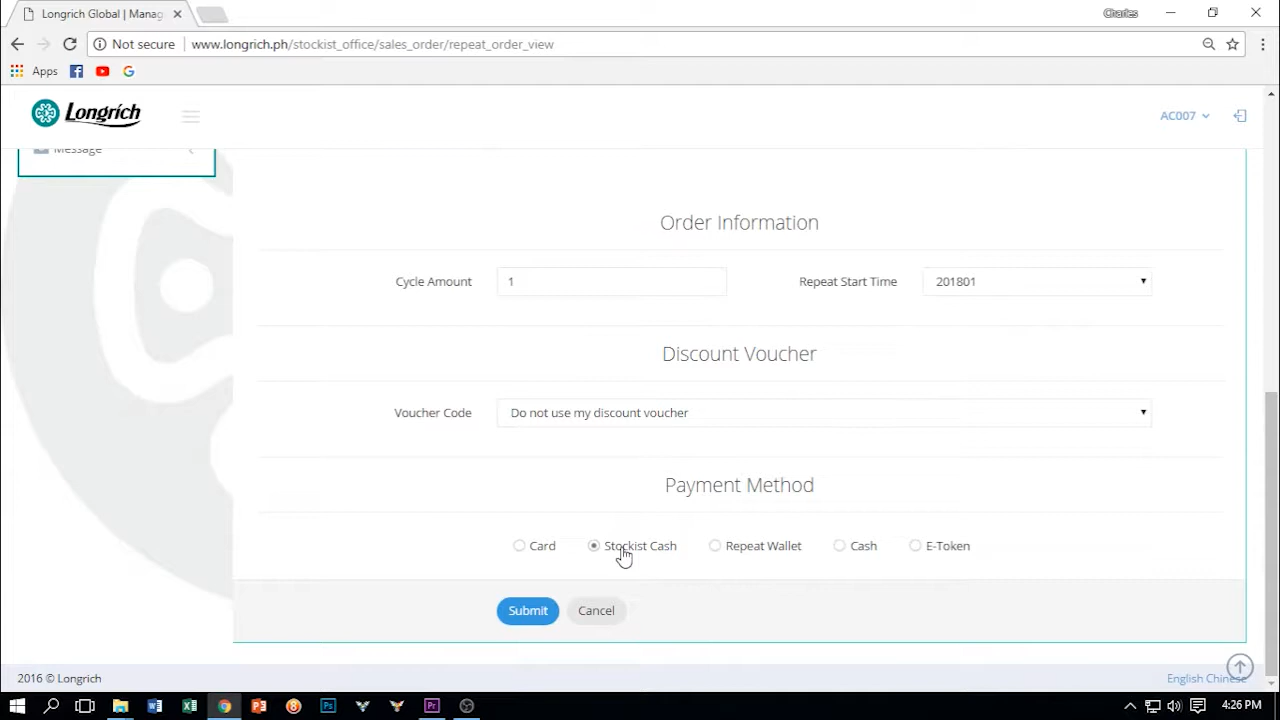 Longrich Global | Manag
Charles
Not secure
www.longrich.ph/stockist_office/sales_order/repeat_order_view
Apps
Longrich
AC007
Message
Order Information
Cycle Amount
1
Repeat Start Time
201801
Discount Voucher
Voucher Code
Do not use my discount voucher
Payment Method
Card
Stockist Cash
Repeat Wallet
Cash
E-Token
Submit
Cancel
2016 © Longrich
English Chinese
4:26 PM